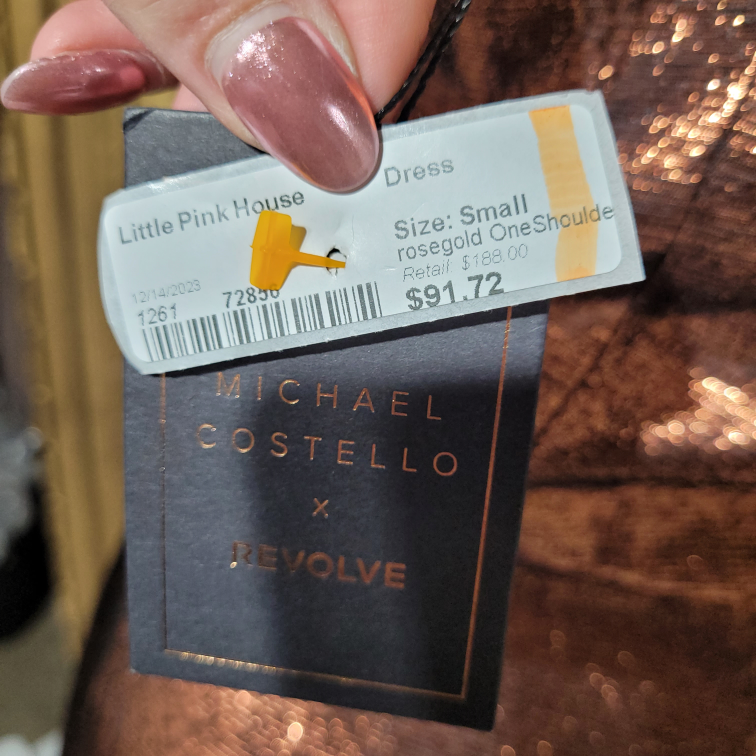 Dress
Little Pink House
Size: Small
rosegold OneShoulde
Retail $188.00
$91.72
12/14/2023
1261 72856
MICHAEL
COSTELLO
x
REVOLVE